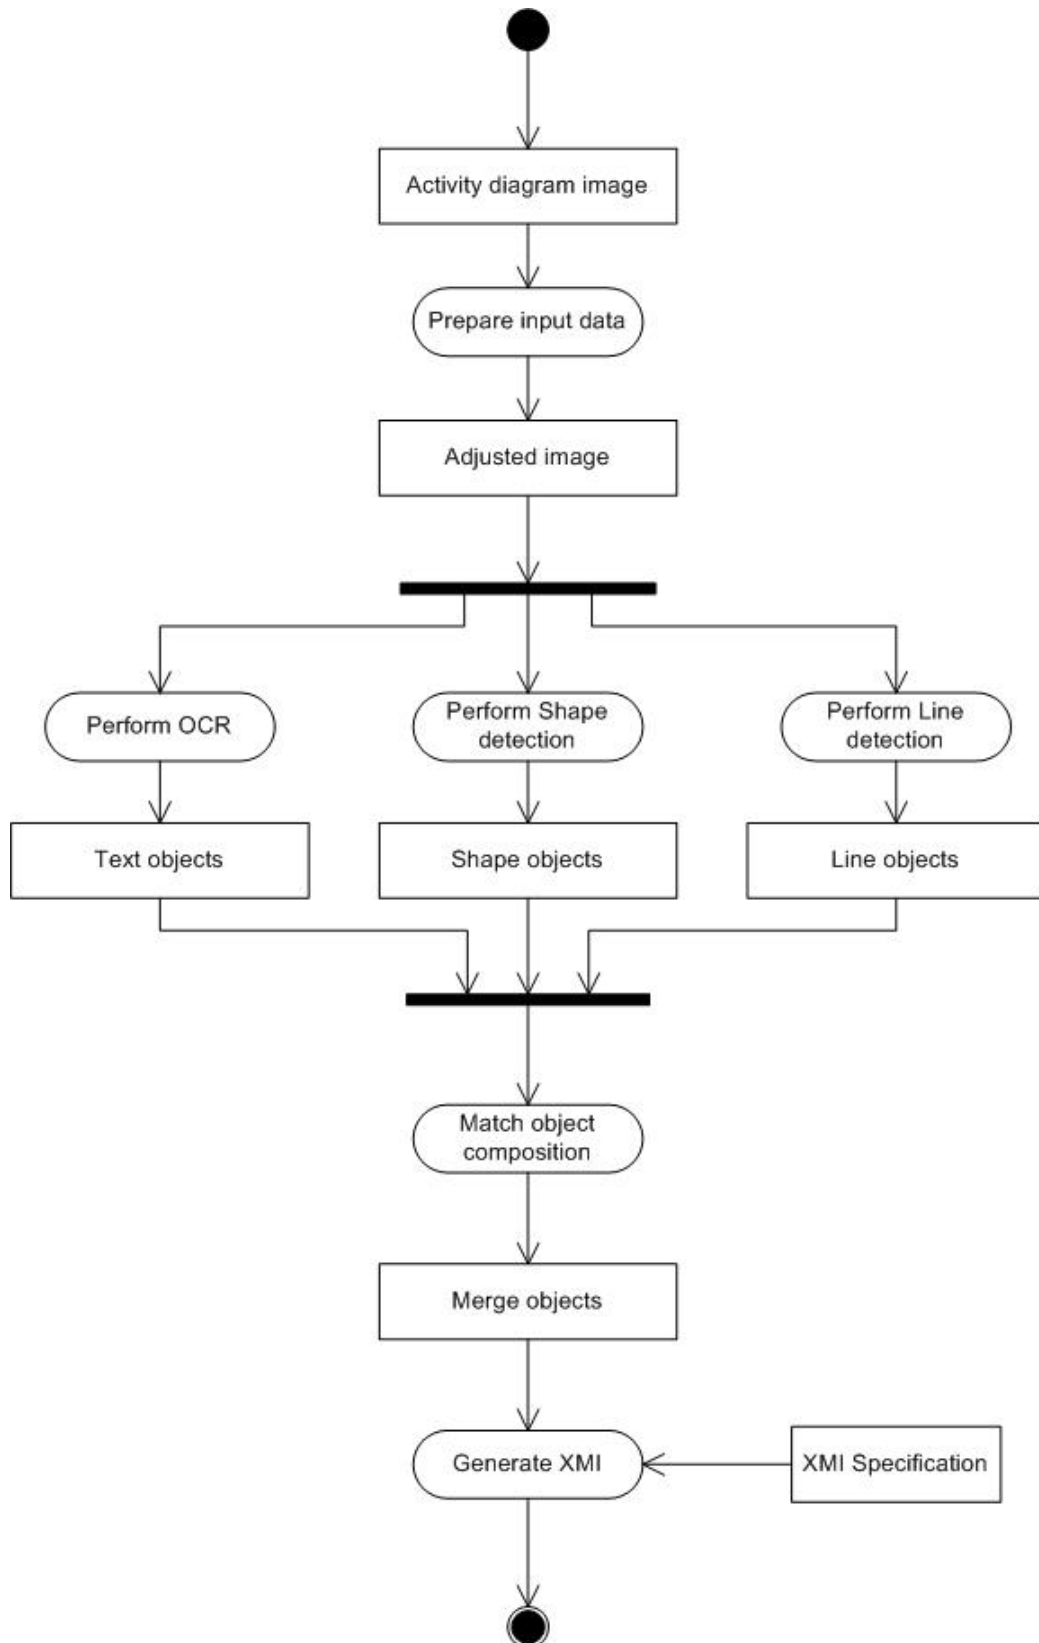 Activity diagram image
Prepare input data
Adjusted image
Perform OCR
Perform Shape
detection
Perform Line
detection
Text objects
Shape objects
Line objects
Match object
composition
Merge objects
Generate XMI
XMI Specification